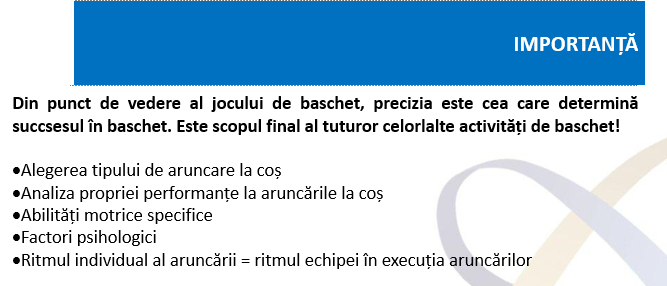 IMPORTANȚĂ
Din punct de vedere al jocului de baschet, precizia este cea care determină
succsesul în baschet. Este scopul final al tuturor celorlalte activități de baschet!
•Alegerea tipului de aruncare la coș
•Analiza propriei performanțe la aruncările la coș
•Abilități motrice specifice
•Factori psihologici
•Ritmul individual al aruncării = ritmul echipei în execuția aruncărilor